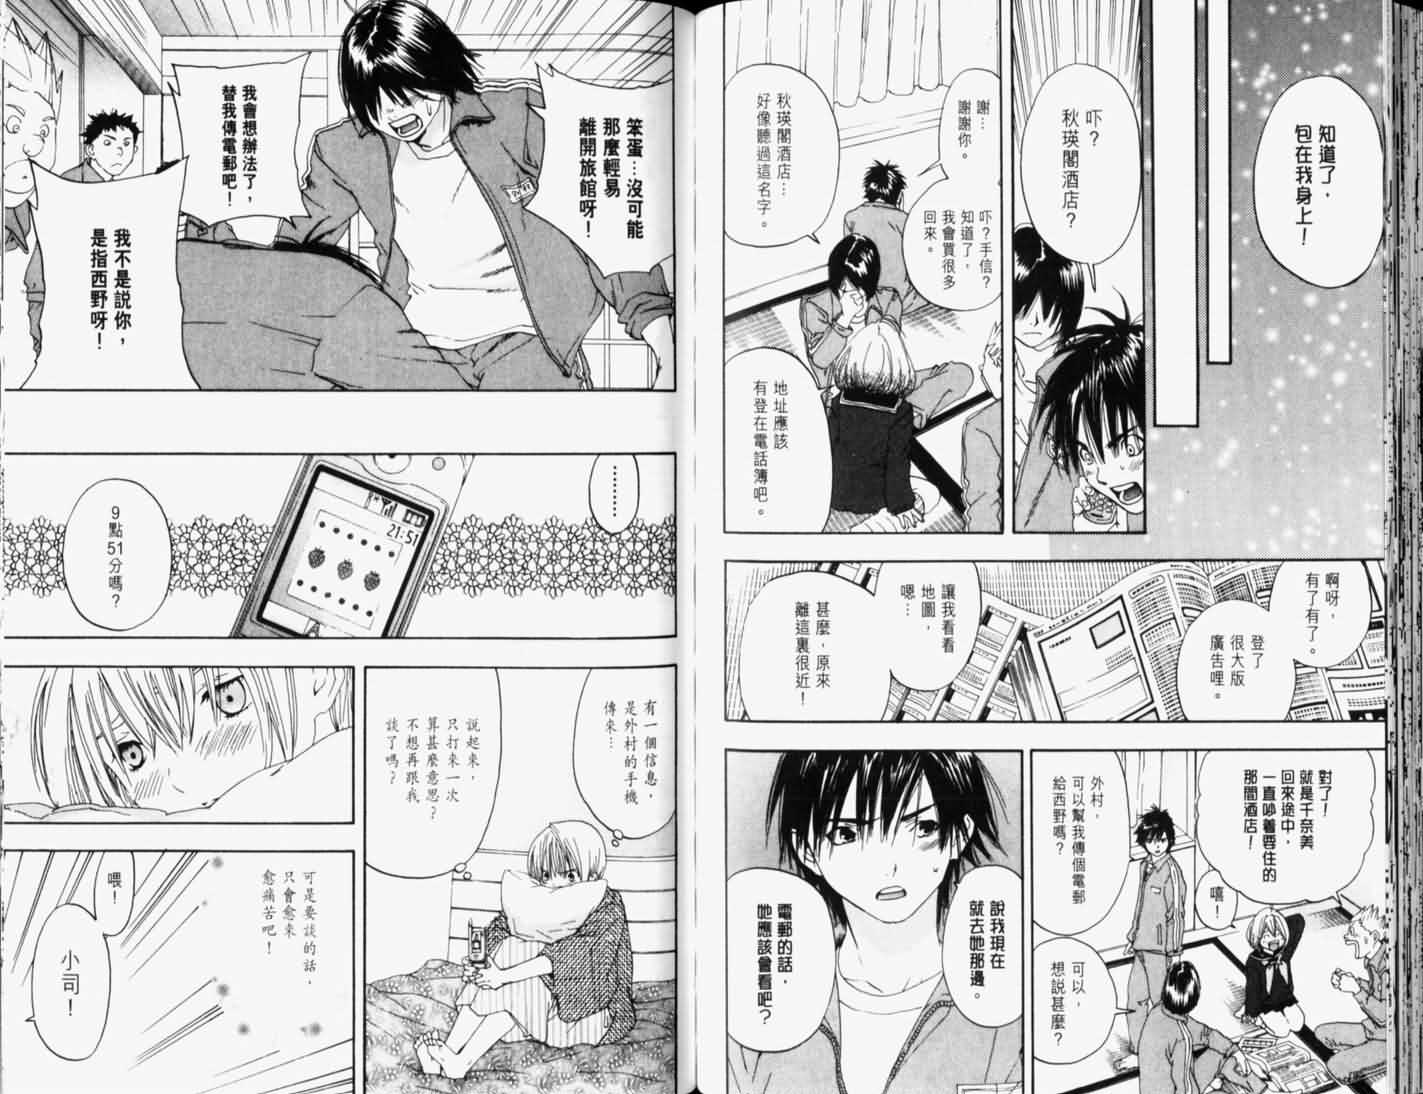 知道了，
包在我身上！
吓？
秋瑛閣酒店？
謝…
謝謝你。
吓？手信？
知道了，
我會買很多
回來。
秋瑛閣酒店…
好像聽過這名字。
地址應該
有登在電話簿吧。
啊呀，
有了有了。
登了
很大版
廣告哩。
讓我看看
地圖，
嗯…
甚麼，原來
離這裏很近！
對了！
就是千奈美
回來途中，
一直吵着要住的
那間酒店！
嘻！
外村，
可以幫我傳個電郵
給西野嗎？
可以，
想說甚麼？
說我現在
就去她那邊。
電郵的話，
她應該會看吧？
笨蛋…沒可能
那麼輕易
離開旅館呀！
我會想辦法了，
替我傳電郵吧！
我不是說你，
是指西野呀！
………
21:51
9
點
51
分嗎？
有一個信息，
是外村的手機
傳來…
說起來，
只打來一次
算甚麼意思？
不想再跟我
談了嗎？
可是要談的話，
只會愈來
愈痛苦吧！
喂！
小司！